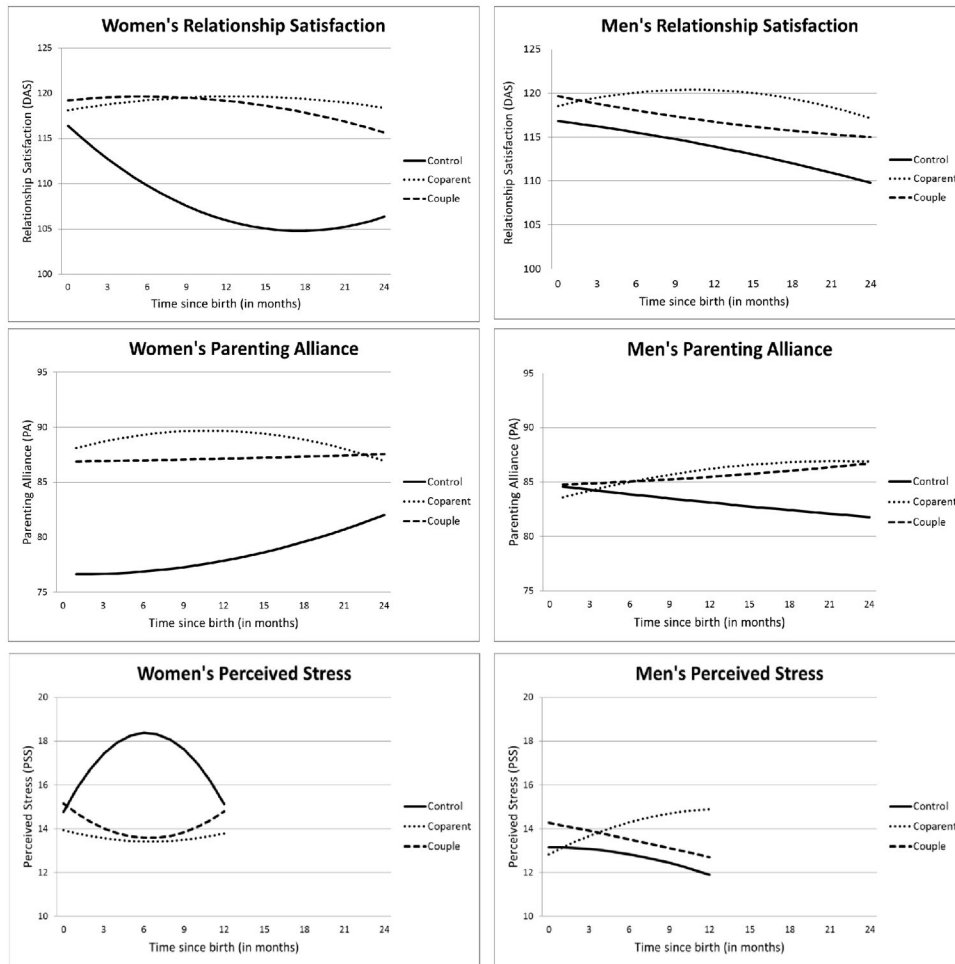 Women's Relationship Satisfaction
Relationship Satisfaction (DAS)
125
120
115
110
105
100
0 3 6 9 12 15 18 21 24
Time since birth (in months)
Control
Coparent
Couple
Men's Relationship Satisfaction
Relationship Satisfaction (DAS)
125
120
115
110
105
100
0 3 6 9 12 15 18 21 24
Time since birth (in months)
Control
Coparent
Couple
Women's Parenting Alliance
Parenting Alliance (PA)
95
90
85
80
75
0 3 6 9 12 15 18 21 24
Time since birth (in months)
Control
Coparent
Couple
Men's Parenting Alliance
Parenting Alliance (PA)
95
90
85
80
75
0 3 6 9 12 15 18 21 24
Time since birth (in months)
Control
Coparent
Couple
Women's Perceived Stress
Perceived Stress (PSS)
20
18
16
14
12
10
0 3 6 9 12 15 18 21 24
Time since birth (in months)
Control
Coparent
Couple
Men's Perceived Stress
Perceived Stress (PSS)
20
18
16
14
12
10
0 3 6 9 12 15 18 21 24
Time since birth (in months)
Control
Coparent
Couple